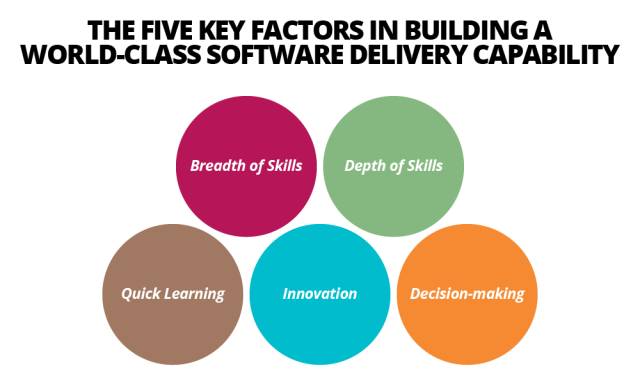 THE FIVE KEY FACTORS IN BUILDING A
WORLD-CLASS SOFTWARE DELIVERY CAPABILITY
Breadth of Skills
Depth of Skills
Quick Learning
Innovation
Decision-making